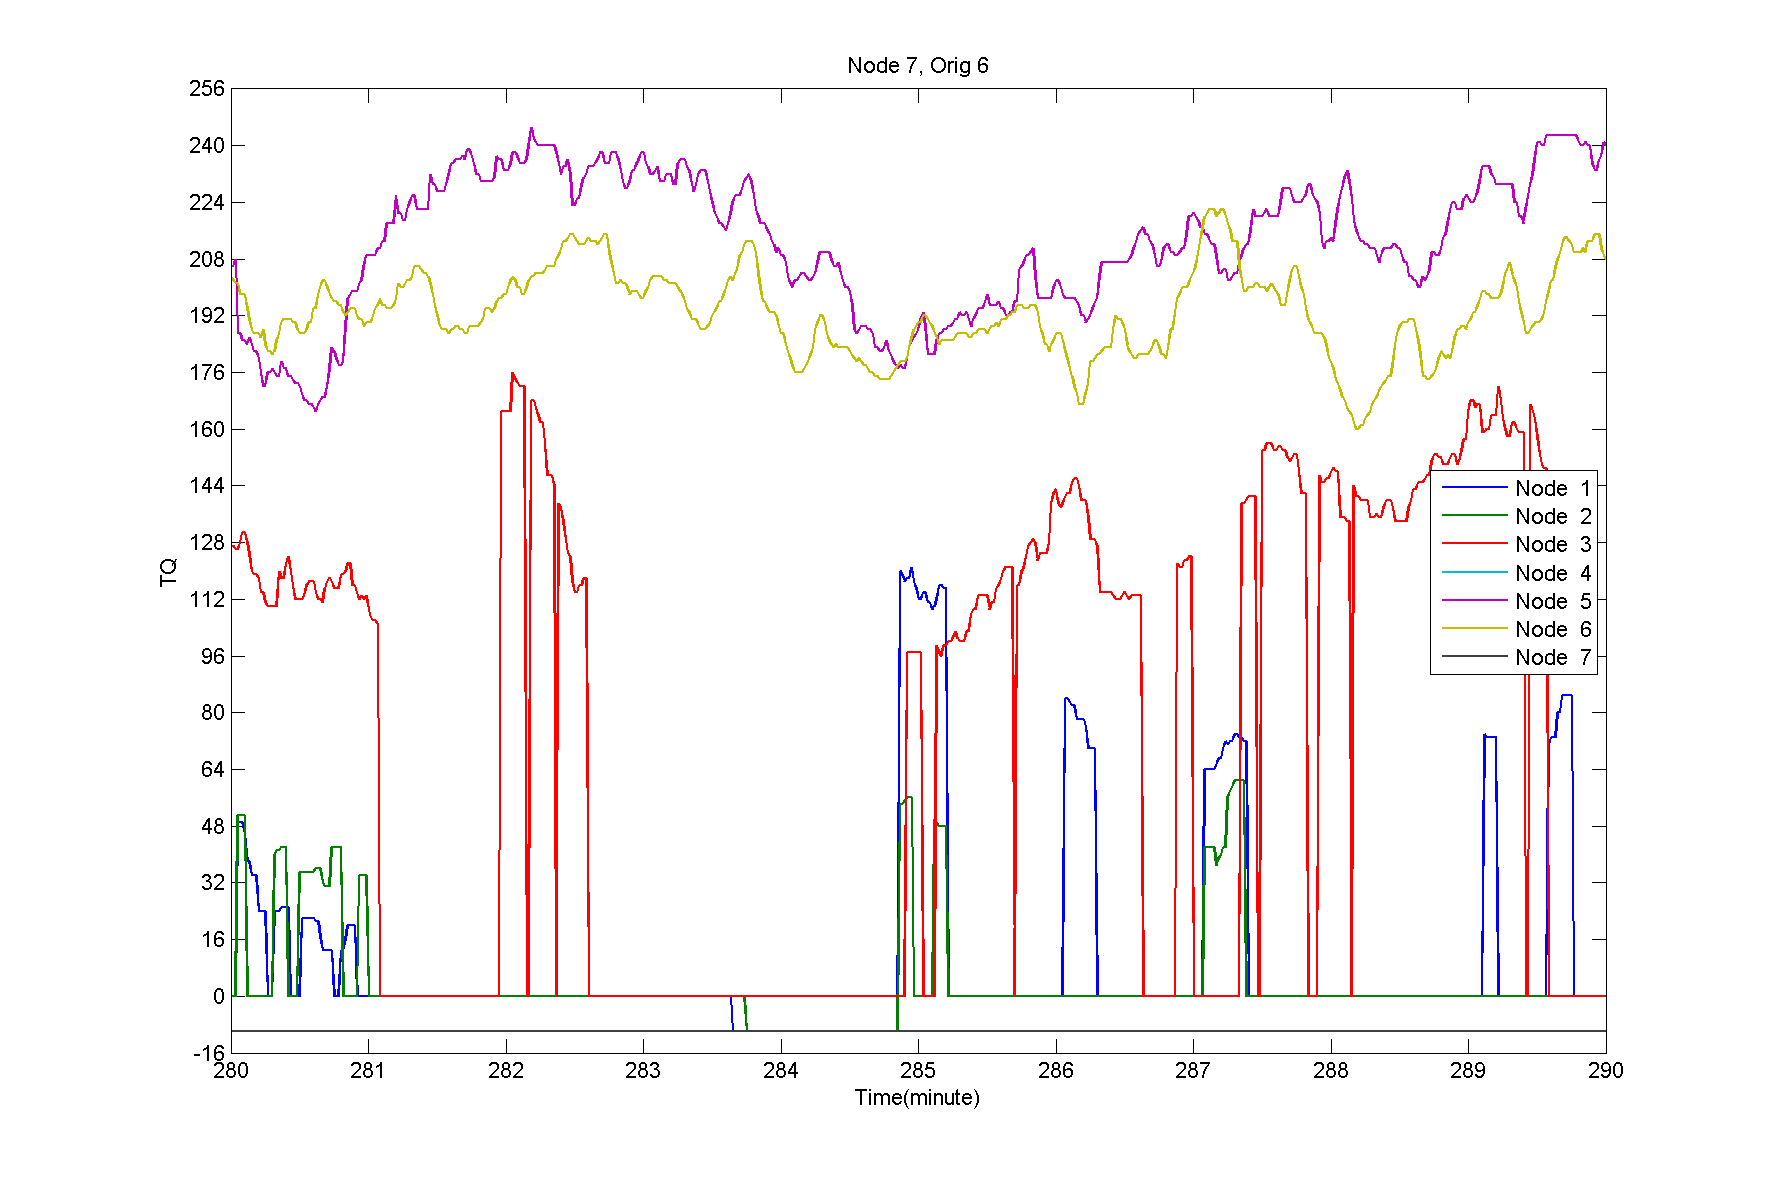 Node 7, Orig 6
256
240
224
208
192
176
160
144
128
112
96
80
64
48
32
16
0
-16
TQ
Node 1
Node 2
Node 3
Node 4
Node 5
Node 6
Node 7
280 281 282 283 284 285 286 287 288 289 290
Time(minute)